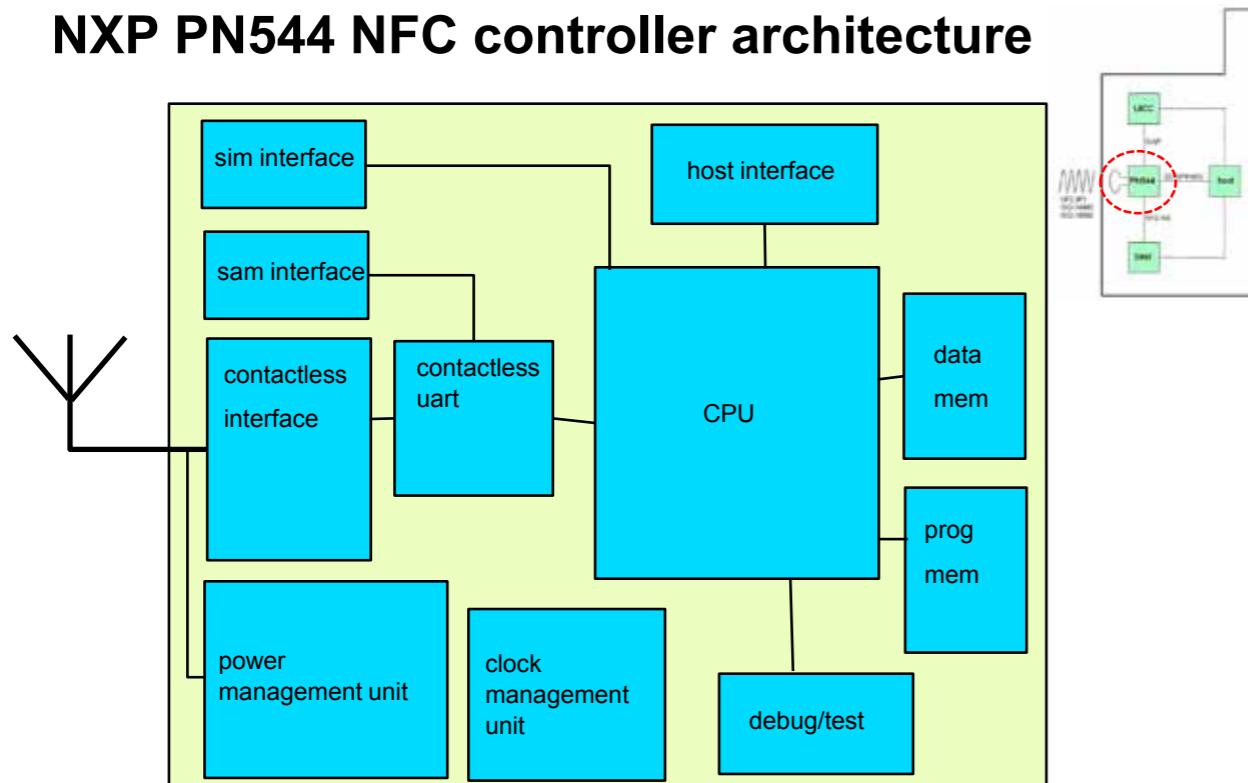 NXP PN544 NFC controller architecture
sim interface
host interface
sam interface
contactless
interface
contactless
uart
CPU
data
mem
prog
mem
power
management unit
clock
management
unit
debug/test
UICC
PN544
host